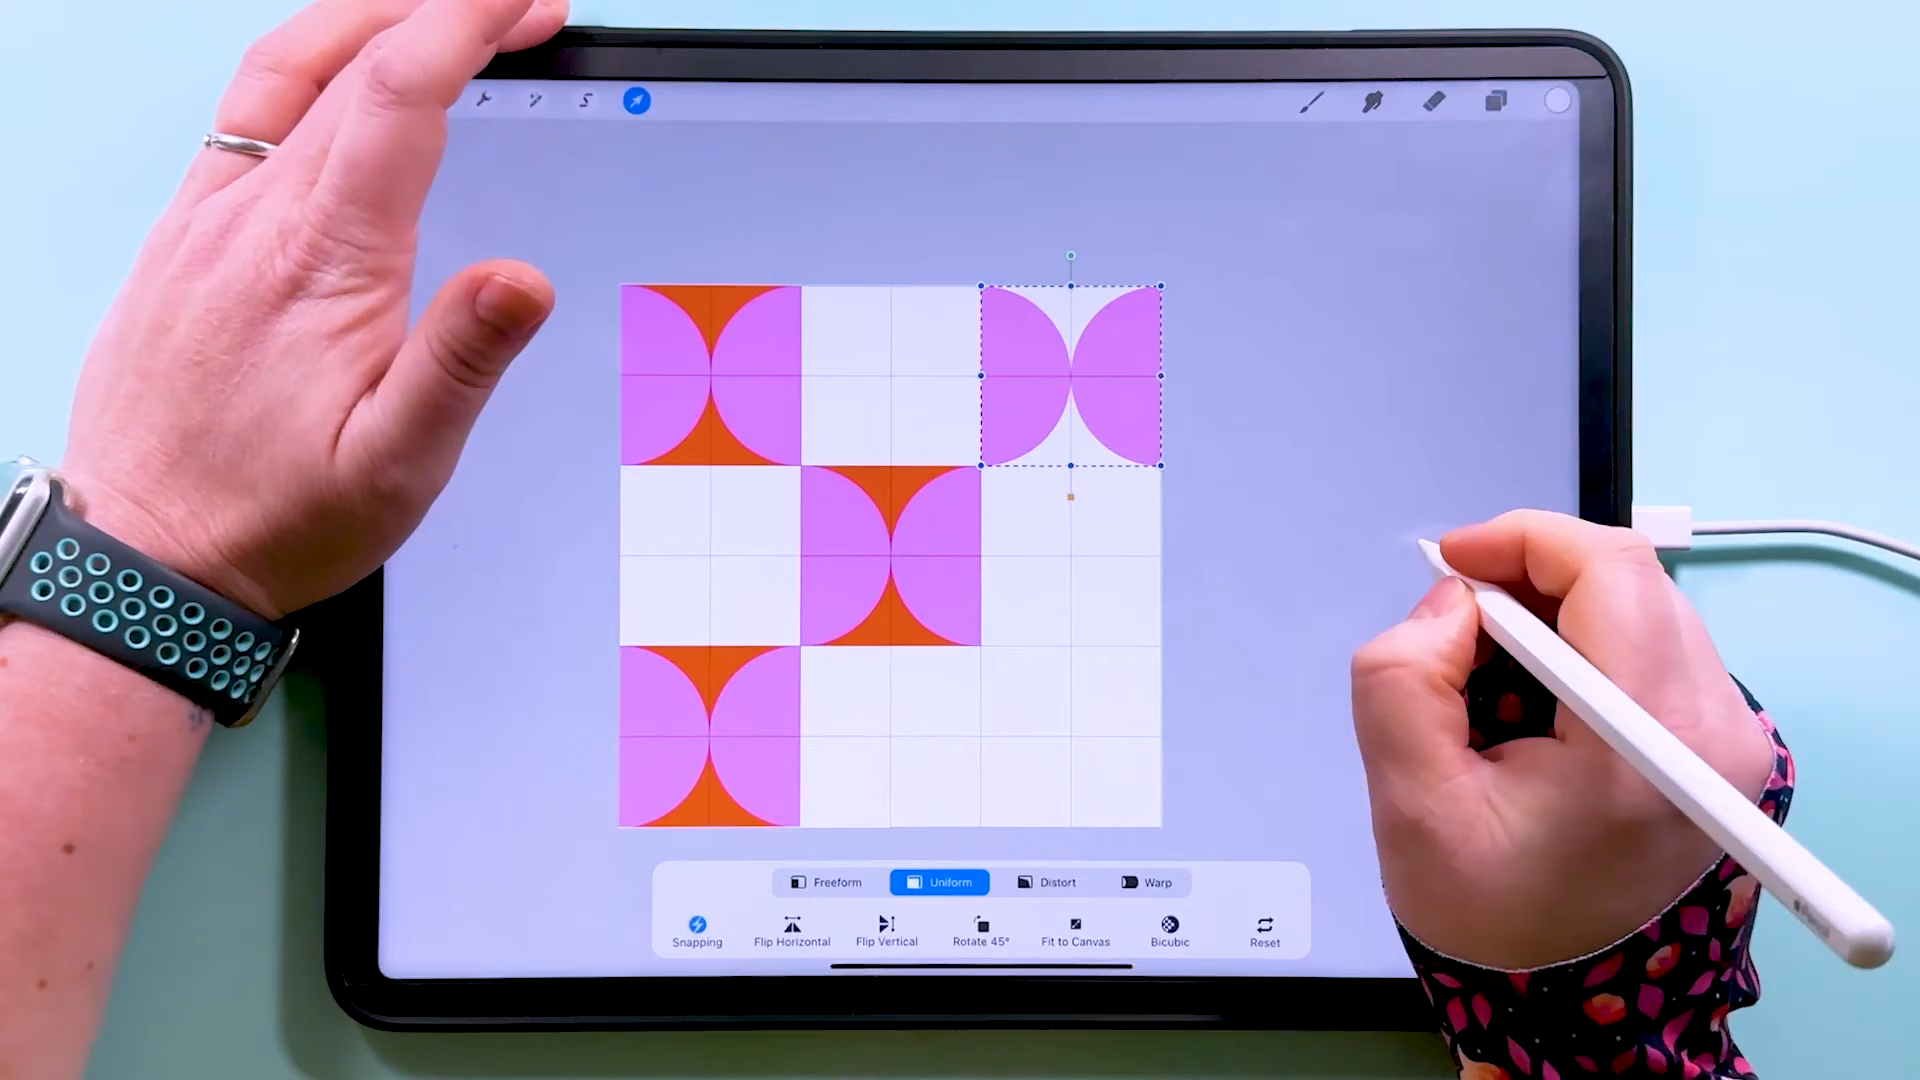 Freeform Uniform Distort Warp
Snapping Flip Horizontal Flip Vertical Rotate 45° Fit to Canvas Bicubic Reset